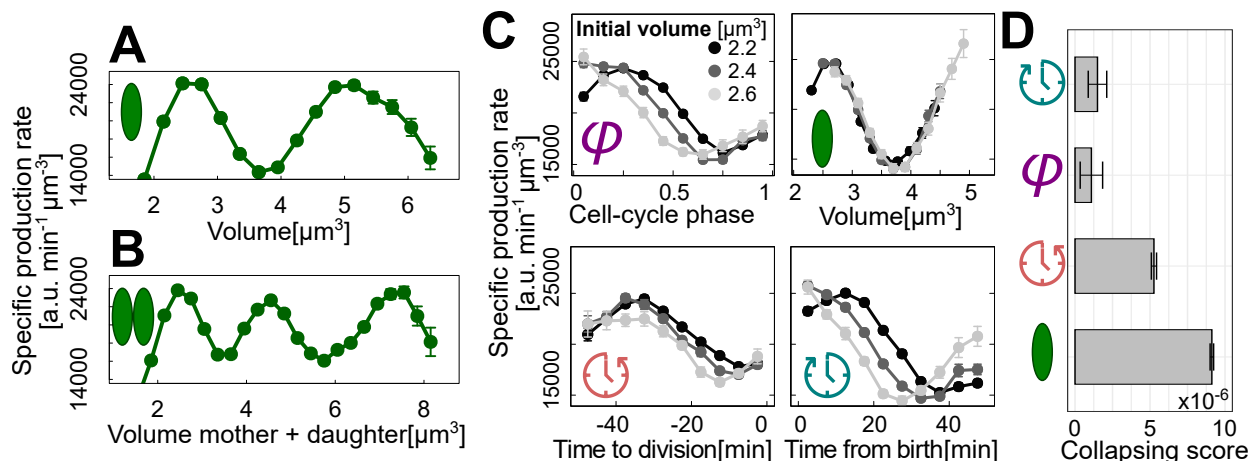 A
Specific production rate
[a.u. min⁻¹ µm⁻³]
24000
14000
2 3 4 5 6
Volume[µm³]
B
24000
14000
2 4 6 8
Volume mother + daughter[µm³]
C
Specific production rate
[a.u. min⁻¹ µm⁻³]
Initial volume [µm³]
2.2
2.4
2.6
25000
15000
φ
0 0.5 1
Cell-cycle phase
2 3 4 5
Volume[µm³]
25000
15000
-40 -20 0
Time to division[min]
0 20 40 60
Time from birth[min]
D
φ
x10⁻⁶
0 5 10
Collapsing score